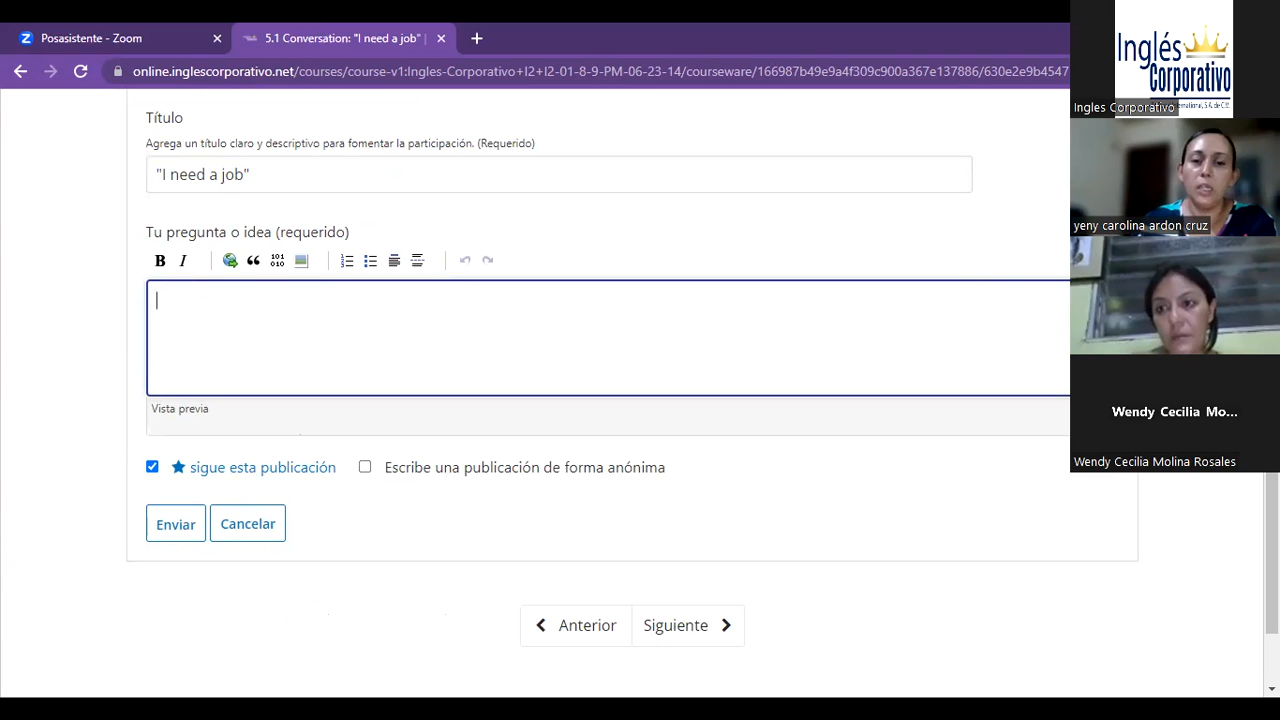 Posasistente - Zoom
5.1 Conversation: "I need a job" |
online.inglescorporativo.net/courses/course-v1:Ingles-Corporativo+I2+I2-01-8-9-PM-06-23-14/courseware/166987b49e9a4f309c900a367e137886/630e2e9b4547
Inglés
Corporativo
Ingles Corporativo
yeny carolina ardon cruz
Wendy Cecilia Mo...
Wendy Cecilia Molina Rosales
Título
Agrega un título claro y descriptivo para fomentar la participación. (Requerido)
"I need a job"
Tu pregunta o idea (requerido)
B I
101
010
Vista previa
sigue esta publicación Escribe una publicación de forma anónima
Enviar Cancelar
Anterior Siguiente